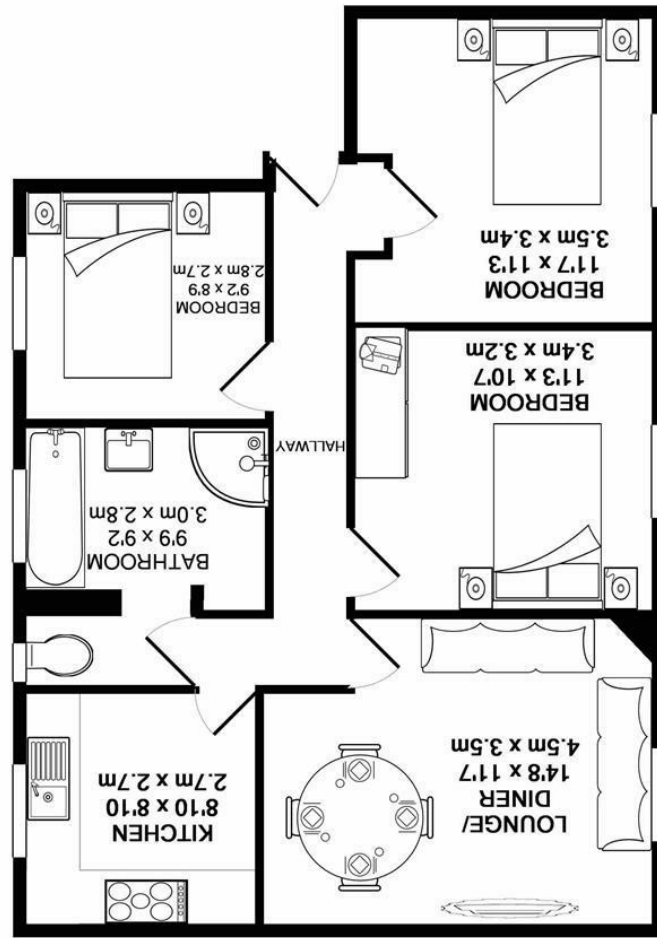 LOUNGE/
DINER
14'8 x 11'7
4.5m x 3.5m
KITCHEN
8'10 x 8'10
2.7m x 2.7m
BATHROOM
9'9 x 9'2
3.0m x 2.8m
HALLWAY
BEDROOM
11'3 x 10'7
3.4m x 3.2m
BEDROOM
9'2 x 8'9
2.8m x 2.7m
BEDROOM
11'7 x 11'3
3.5m x 3.4m